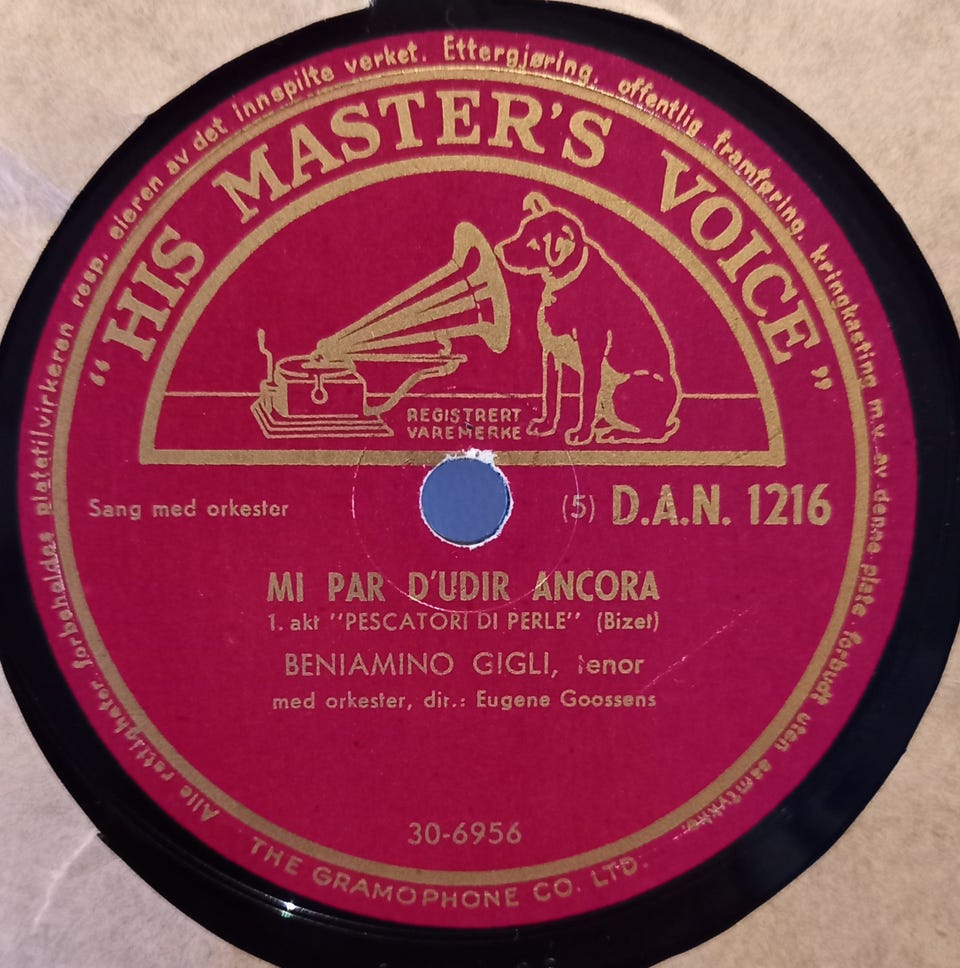 Alle rettigheter forbeholdes platetilvirkeren resp. eieren av det innspilte verket. Ettergjøring, offentlig framføring, kringkasting m.v. av denne plate forbudt uten samtykke.
"HIS MASTER'S VOICE"
REGISTRERT
VAREMERKE
Sang med orkester
(5) D.A.N. 1216
MI PAR D'UDIR ANCORA
1. akt "PESCATORI DI PERLE" (Bizet)
BENIAMINO GIGLI, tenor
med orkester, dir.: Eugene Goossens
30-6956
THE GRAMOPHONE CO. LTD.